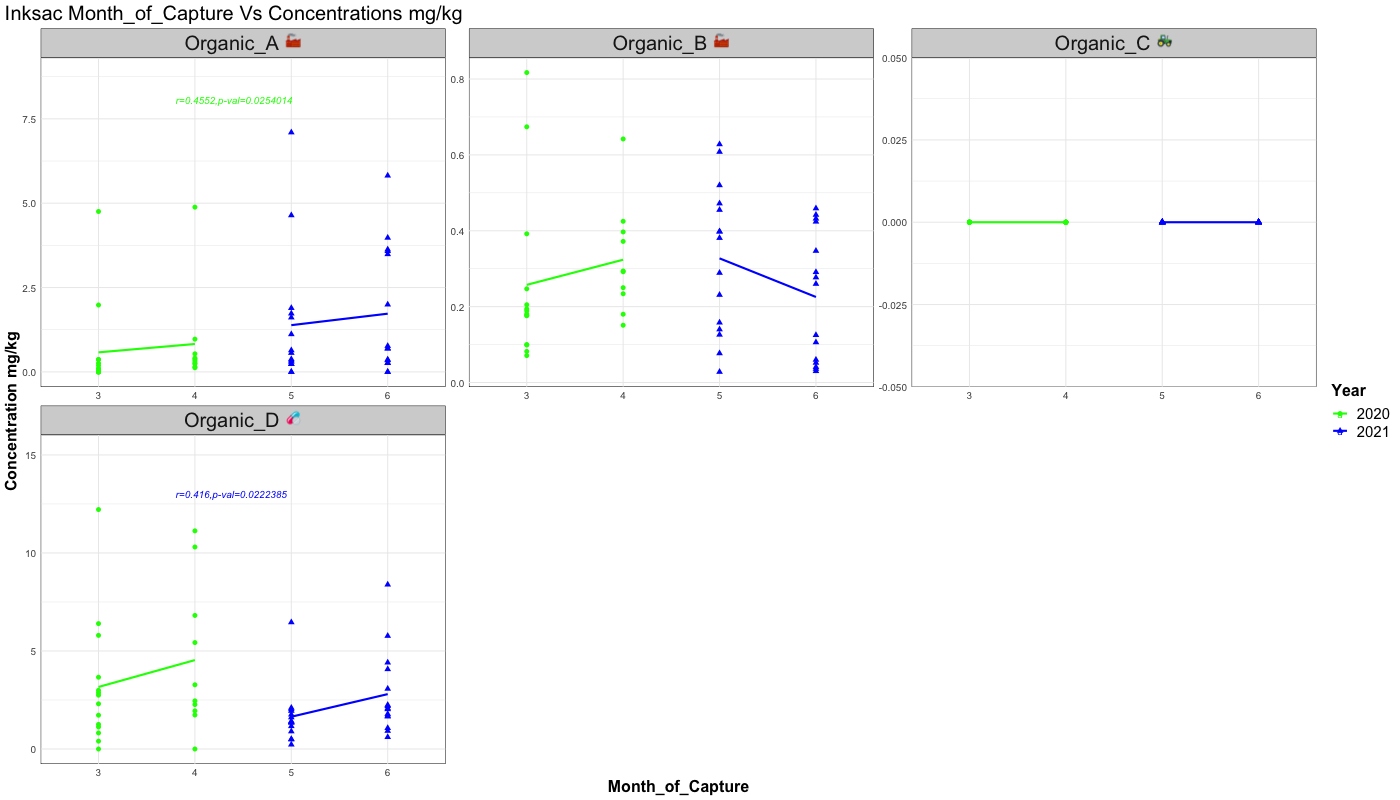 Inksac Month_of_Capture Vs Concentrations mg/kg
Organic_A 🏭
Organic_B 🏭
Organic_C 🚜
r=0.4552,p-val=0.0254014
7.5
5.0
2.5
0.0
3 4 5 6
0.8
0.6
0.4
0.2
0.0
3 4 5 6
0.050
0.025
0.000
-0.025
-0.050
3 4 5 6
Organic_D 💊
r=0.416,p-val=0.0222385
15
10
5
0
3 4 5 6
Concentration mg/kg
Month_of_Capture
Year
2020
2021